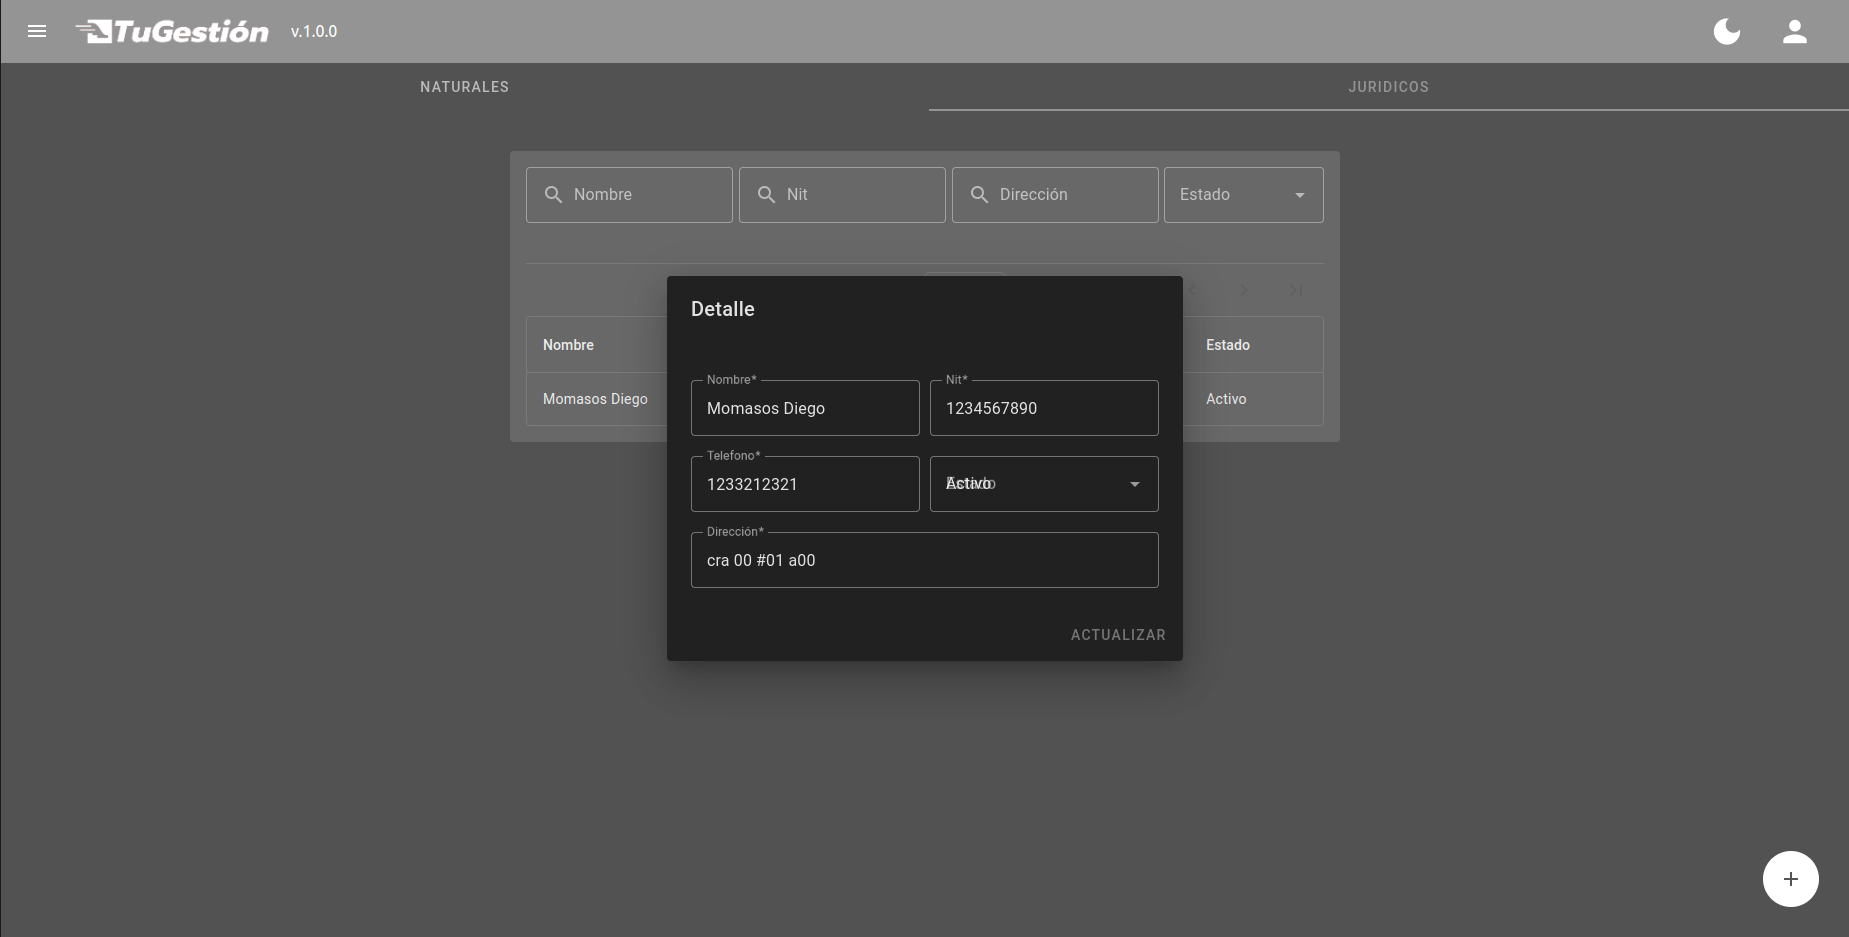 TuGestión v.1.0.0
NATURALES JURIDICOS
Nombre Nit Dirección Estado
Detalle
Nombre Estado
Momasos Diego Activo
Nombre* Nit*
Momasos Diego 1234567890
Telefono*
1233212321 Activo Estado
Dirección*
cra 00 #01 a00
ACTUALIZAR